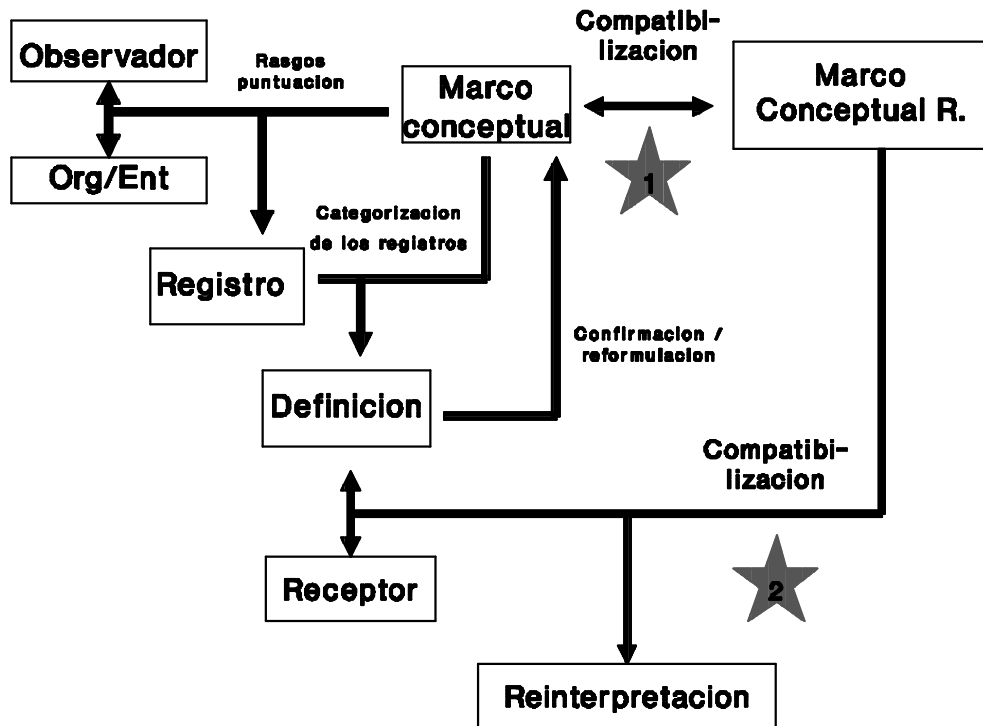 Observador
Rasgos
puntuacion
Marco
conceptual
Compatibi-
lizacion
Marco
Conceptual R.
Org/Ent
1
Categorizacion
de los registros
Registro
Confirmacion /
reformulacion
Definicion
Compatibi-
lizacion
Receptor
2
Reinterpretacion